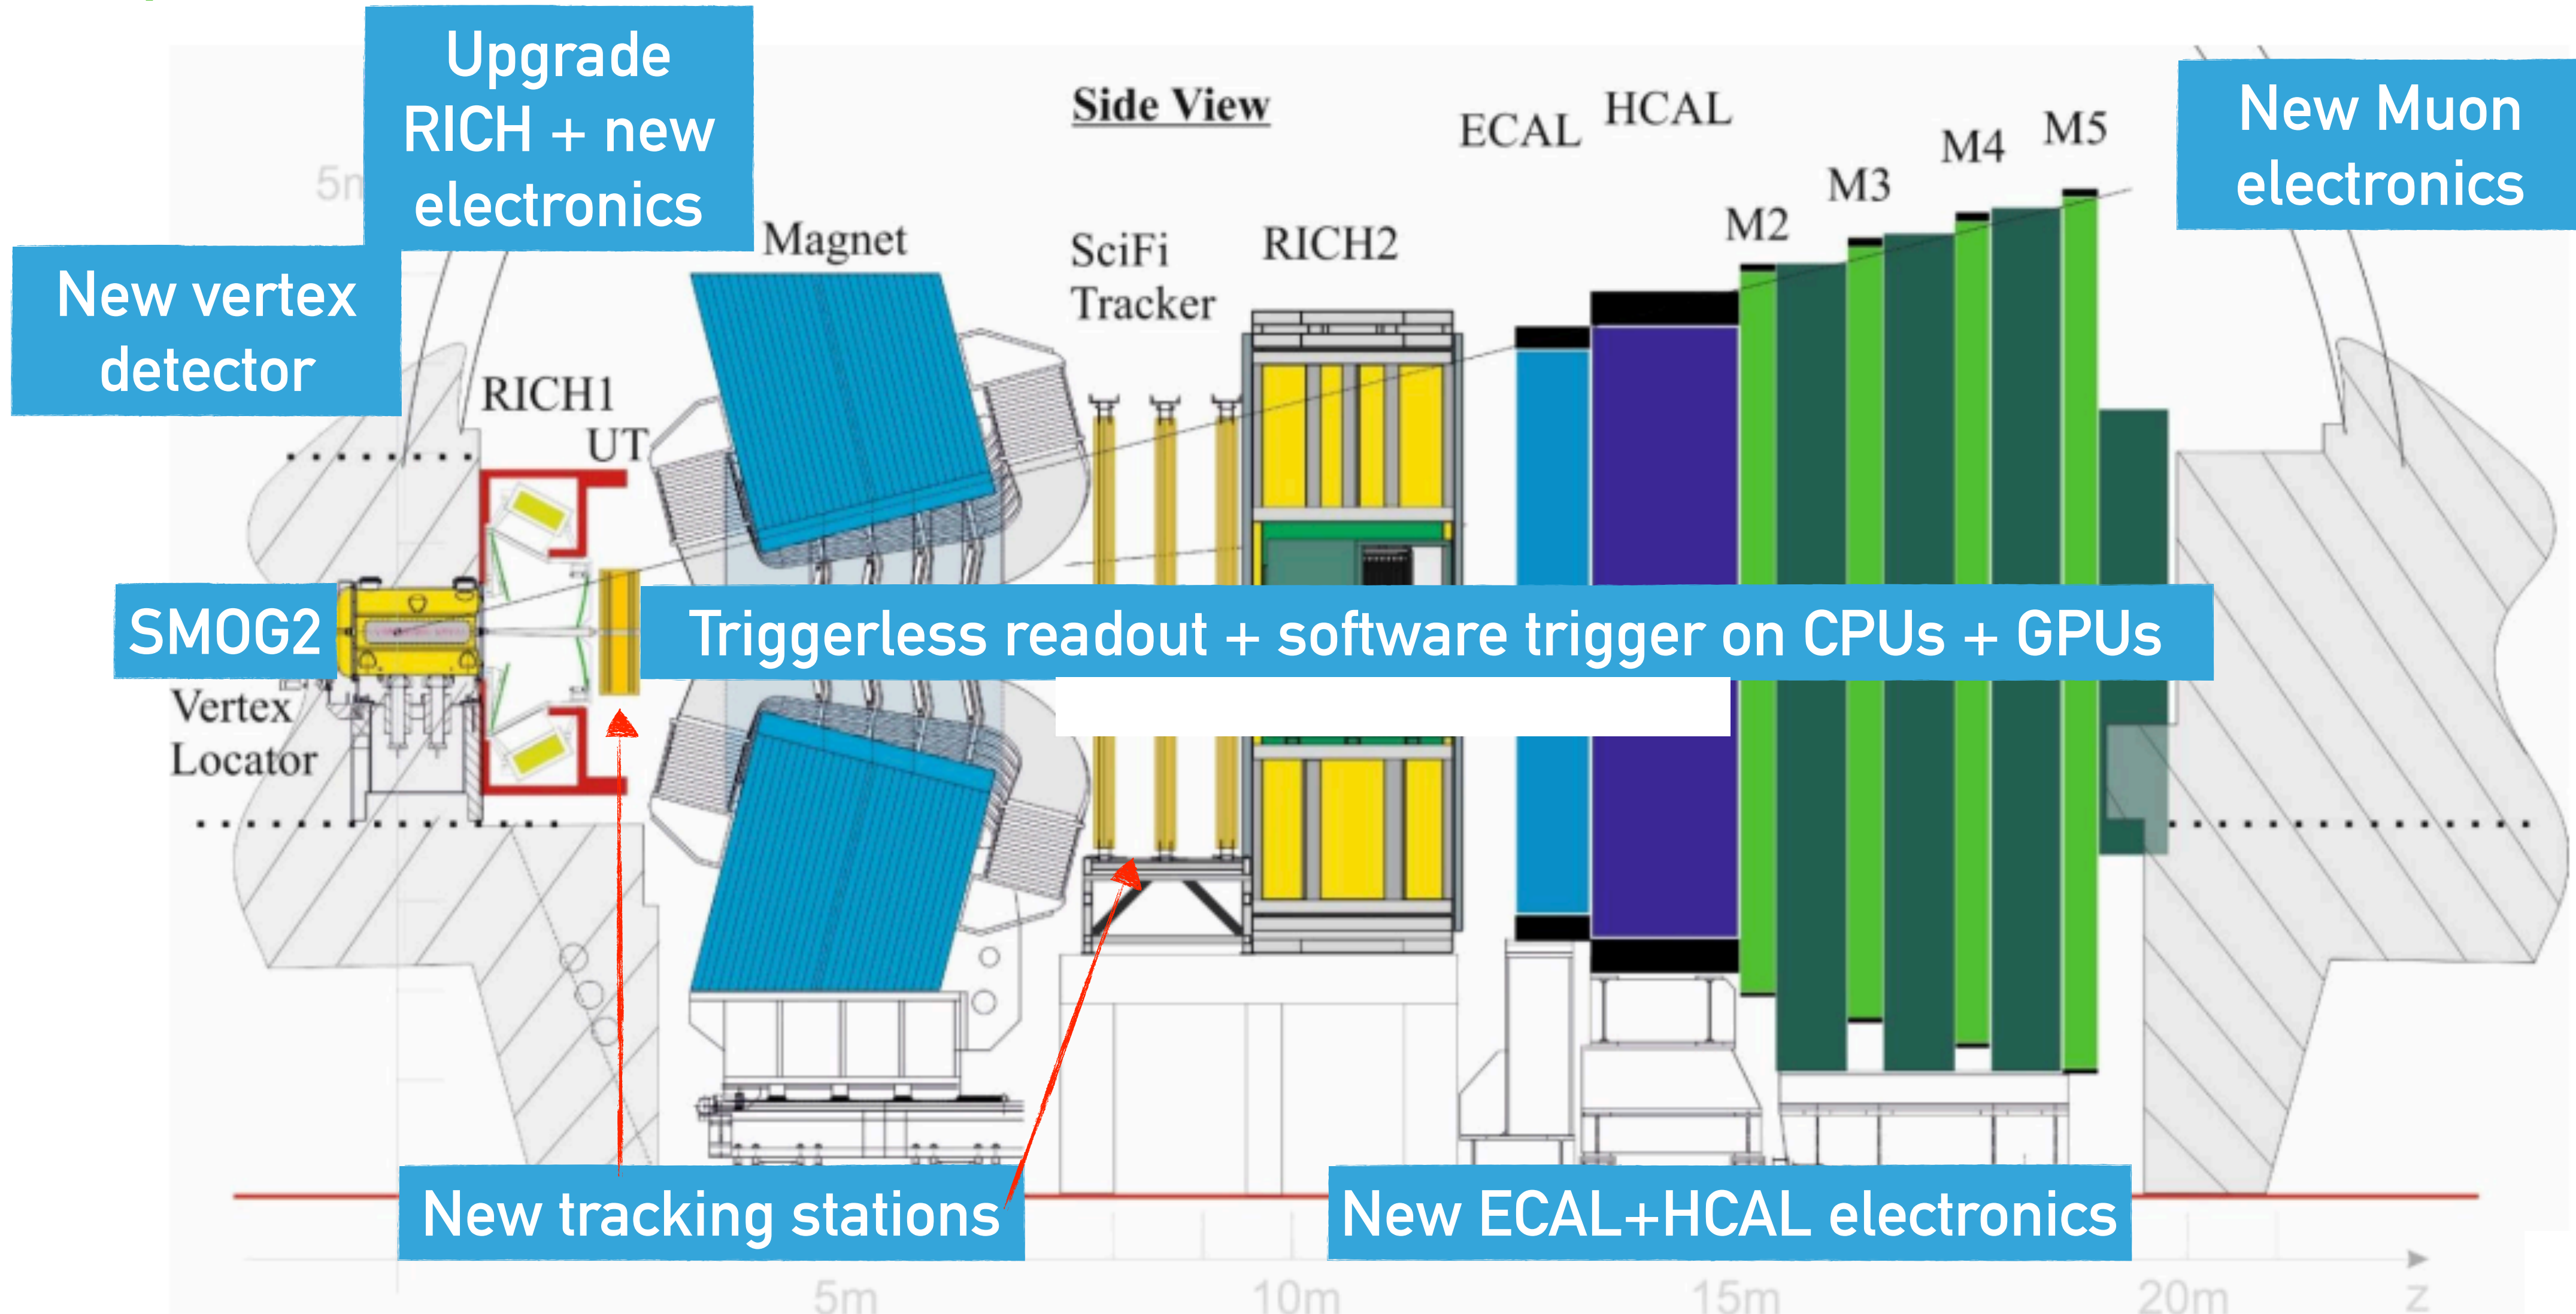 Upgrade
RICH + new
electronics
Side View
ECAL
HCAL
M2
M3
M4
M5
New Muon
electronics
5m
New vertex
detector
Magnet
SciFi
Tracker
RICH2
RICH1
UT
SMOG2
Triggerless readout + software trigger on CPUs + GPUs
Vertex
Locator
New tracking stations
New ECAL+HCAL electronics
5m
10m
15m
20m
z